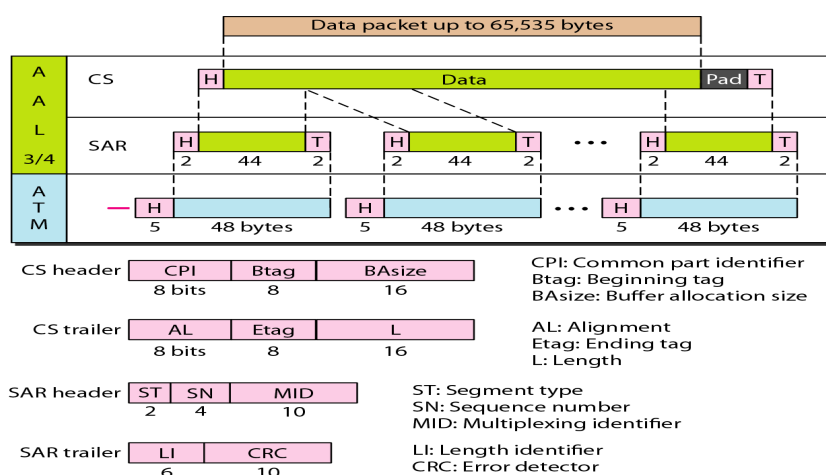 Data packet up to 65,535 bytes
A A L 3/4
CS
H Data Pad T
SAR
H T H T ••• H T
2 44 2 2 44 2 2 44 2
A T M
H H ••• H
5 48 bytes 5 48 bytes 5 48 bytes
CS header CPI Btag BAsize
8 bits 8 16
CPI: Common part identifier
Btag: Beginning tag
BAsize: Buffer allocation size
CS trailer AL Etag L
8 bits 8 16
AL: Alignment
Etag: Ending tag
L: Length
SAR header ST SN MID
2 4 10
ST: Segment type
SN: Sequence number
MID: Multiplexing identifier
SAR trailer LI CRC
6 10
LI: Length identifier
CRC: Error detector